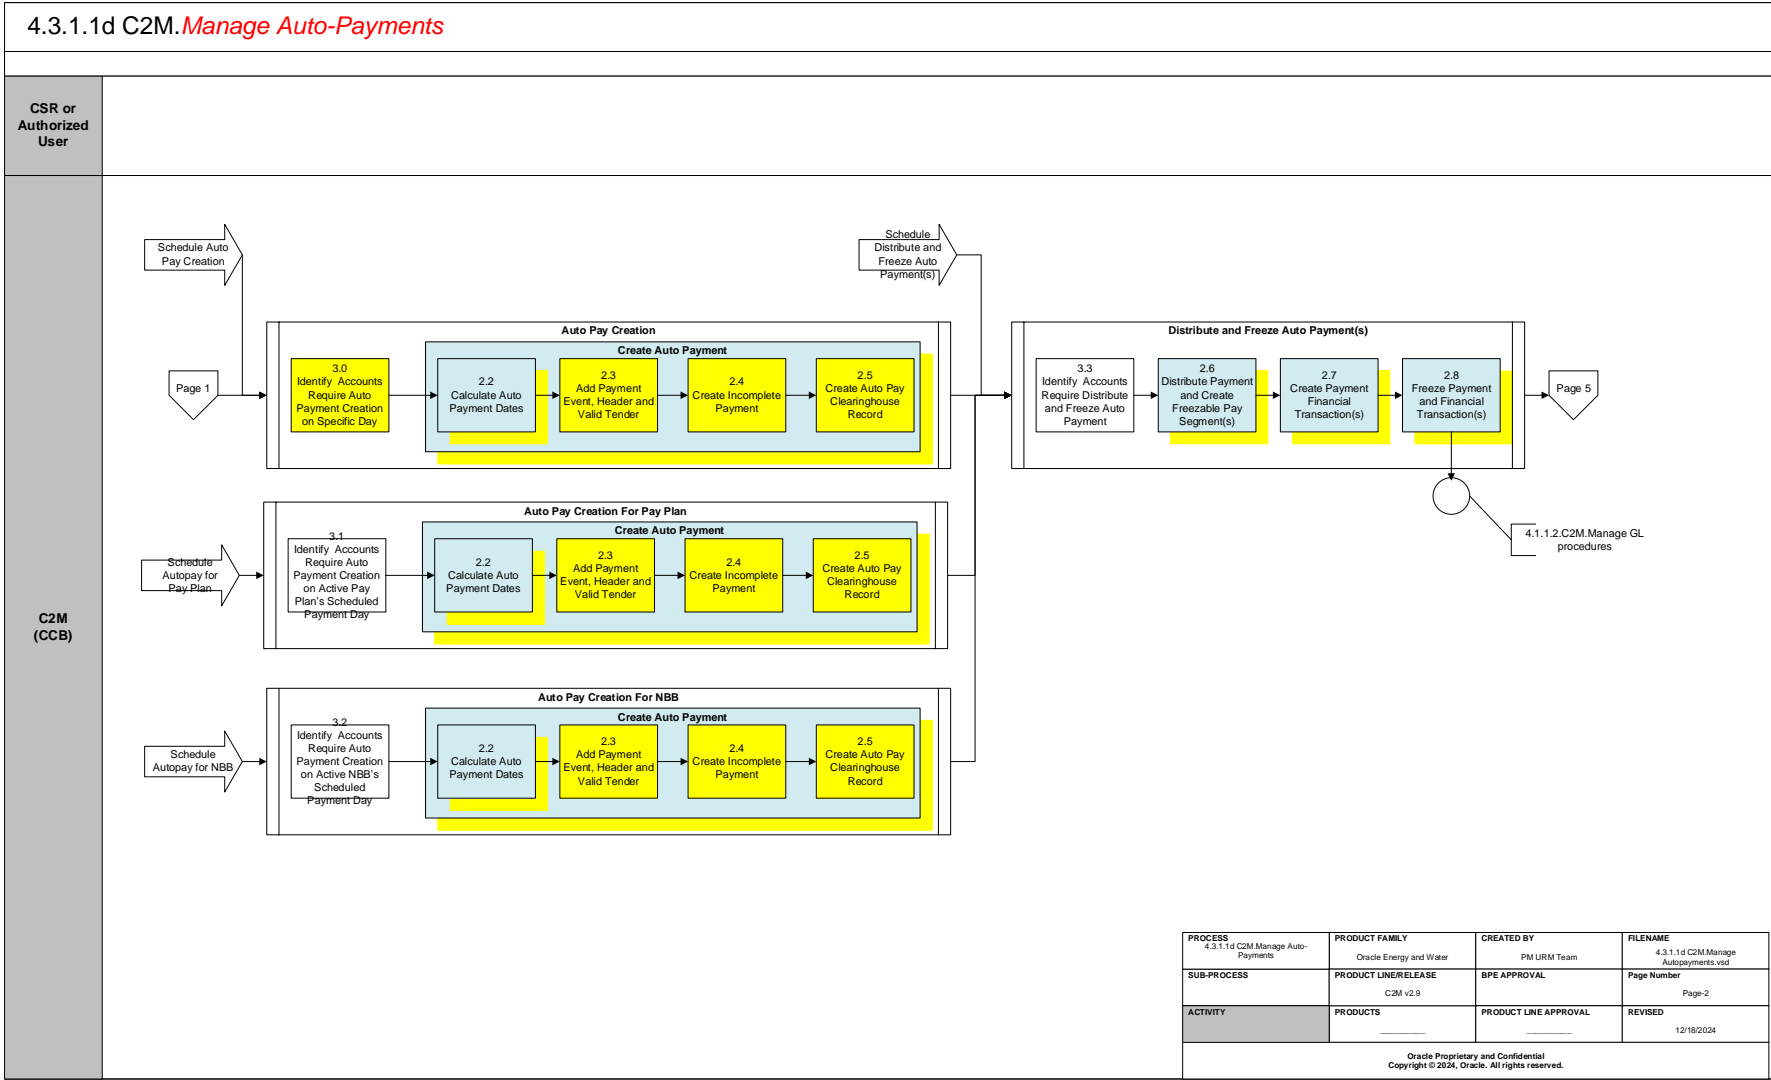 4.3.1.1d C2M.Manage Auto-Payments
CSR or
Authorized
User
C2M
(CCB)
Schedule Auto
Pay Creation
Page 1
Auto Pay Creation
3.0
Identify Accounts
Require Auto
Payment Creation
on Specific Day
Create Auto Payment
2.2
Calculate Auto
Payment Dates
2.3
Add Payment
Event, Header and
Valid Tender
2.4
Create Incomplete
Payment
2.5
Create Auto Pay
Clearinghouse
Record
Schedule
Distribute and
Freeze Auto
Payment(s)
Distribute and Freeze Auto Payment(s)
3.3
Identify Accounts
Require Distribute
and Freeze Auto
Payment
2.6
Distribute Payment
and Create
Freezable Pay
Segment(s)
2.7
Create Payment
Financial
Transaction(s)
2.8
Freeze Payment
and Financial
Transaction(s)
Page 5
4.1.1.2.C2M.Manage GL
procedures
Schedule
Autopay for
Pay Plan
Auto Pay Creation For Pay Plan
3.1
Identify Accounts
Require Auto
Payment Creation
on Active Pay
Plan's Scheduled
Payment Day
Create Auto Payment
2.2
Calculate Auto
Payment Dates
2.3
Add Payment
Event, Header and
Valid Tender
2.4
Create Incomplete
Payment
2.5
Create Auto Pay
Clearinghouse
Record
Schedule
Autopay for NBB
Auto Pay Creation For NBB
3.2
Identify Accounts
Require Auto
Payment Creation
on Active NBB's
Scheduled
Payment Day
Create Auto Payment
2.2
Calculate Auto
Payment Dates
2.3
Add Payment
Event, Header and
Valid Tender
2.4
Create Incomplete
Payment
2.5
Create Auto Pay
Clearinghouse
Record
PROCESS
4.3.1.1d C2M.Manage Auto-
Payments
PRODUCT FAMILY
Oracle Energy and Water
CREATED BY
PM URM Team
FILENAME
4.3.1.1d C2M.Manage
Autopayments.vsd
SUB-PROCESS
PRODUCT LINE/RELEASE
C2M v2.9
BPE APPROVAL
Page Number
Page-2
ACTIVITY
PRODUCTS
PRODUCT LINE APPROVAL
REVISED
12/18/2024
Oracle Proprietary and Confidential
Copyright © 2024, Oracle. All rights reserved.